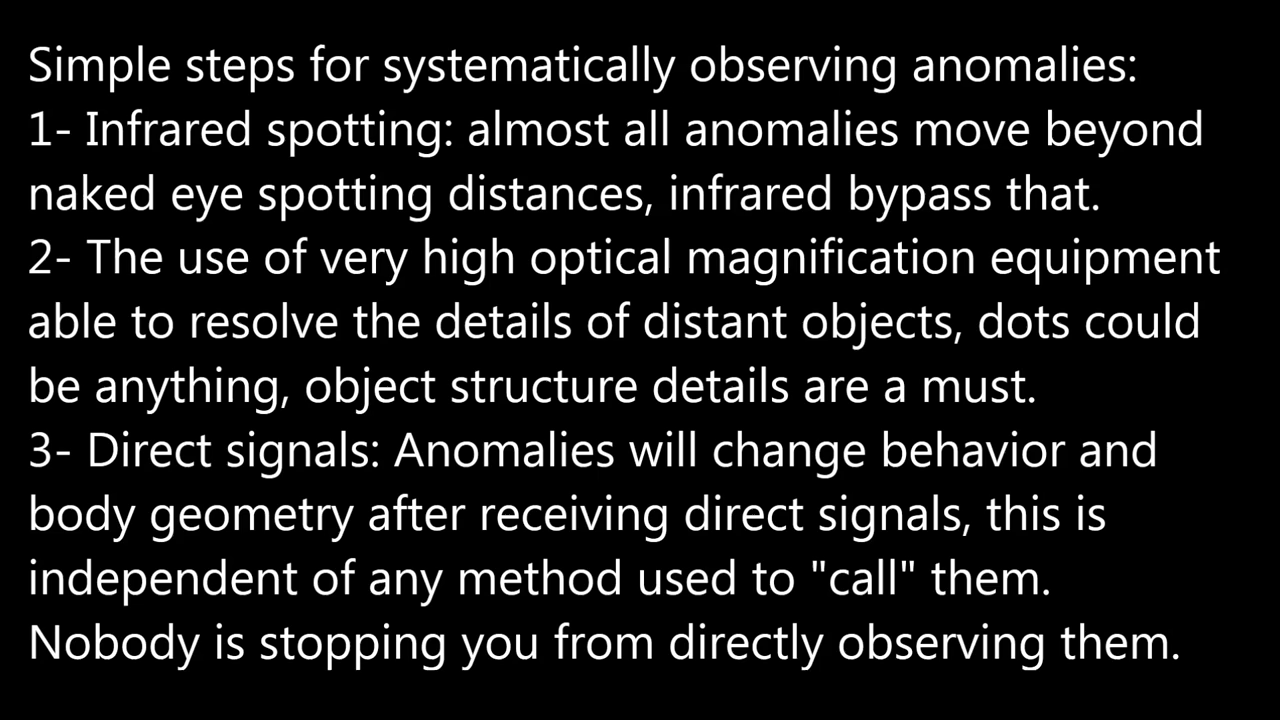 Simple steps for systematically observing anomalies:
1- Infrared spotting: almost all anomalies move beyond
naked eye spotting distances, infrared bypass that.
2- The use of very high optical magnification equipment
able to resolve the details of distant objects, dots could
be anything, object structure details are a must.
3- Direct signals: Anomalies will change behavior and
body geometry after receiving direct signals, this is
independent of any method used to "call" them.
Nobody is stopping you from directly observing them.